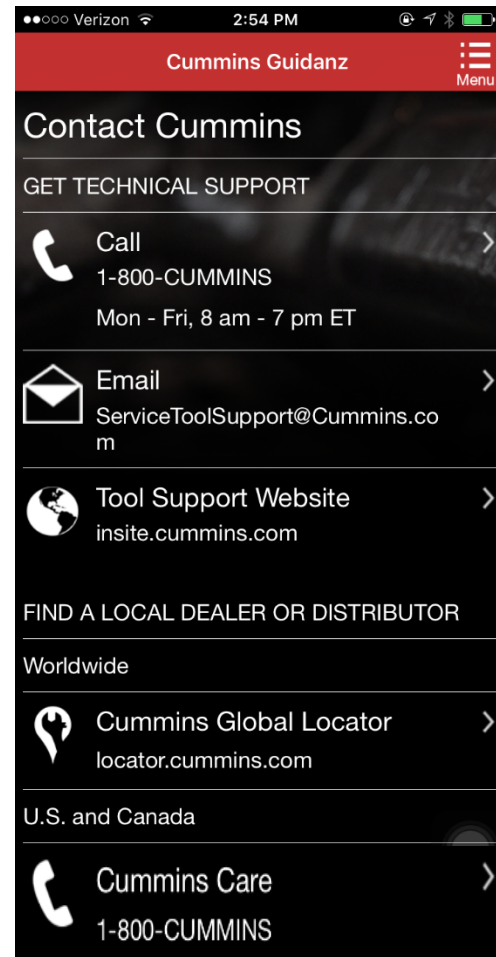 Verizon 2:54 PM
Cummins Guidanz
Menu
Contact Cummins
GET TECHNICAL SUPPORT
Call
1-800-CUMMINS
Mon - Fri, 8 am - 7 pm ET
Email
ServiceToolSupport@Cummins.co
m
Tool Support Website
insite.cummins.com
FIND A LOCAL DEALER OR DISTRIBUTOR
Worldwide
Cummins Global Locator
locator.cummins.com
U.S. and Canada
Cummins Care
1-800-CUMMINS